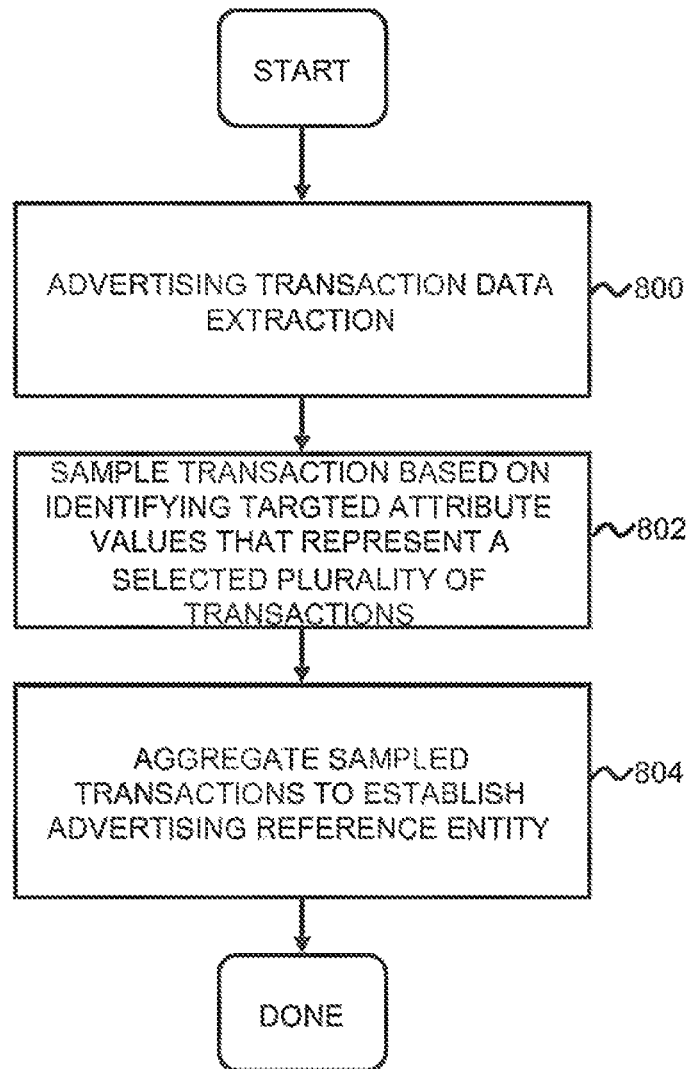 START
ADVERTISING TRANSACTION DATA
EXTRACTION
800
SAMPLE TRANSACTION BASED ON
IDENTIFYING TARGTED ATTRIBUTE
VALUES THAT REPRESENT A
SELECTED PLURALITY OF
TRANSACTIONS
802
AGGREGATE SAMPLED
TRANSACTIONS TO ESTABLISH
ADVERTISING REFERENCE ENTITY
804
DONE